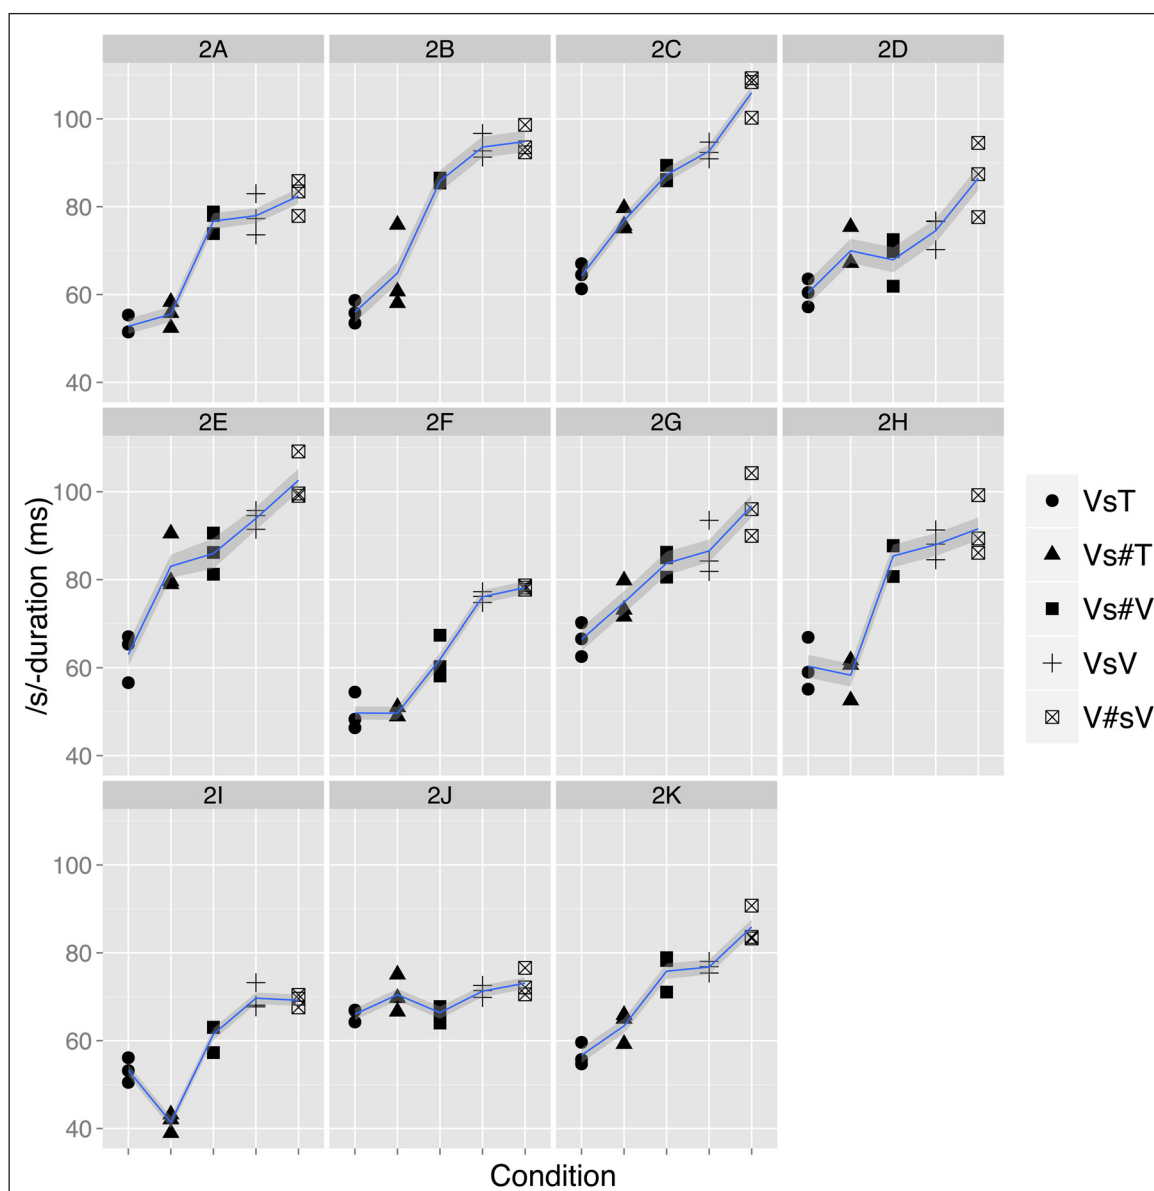 2A 2B 2C 2D
100
80
60
40
2E 2F 2G 2H
100
80
60
40
2I 2J 2K
100
80
60
40
/s/-duration (ms)
Condition
VsT
Vs#T
Vs#V
VsV
V#sV